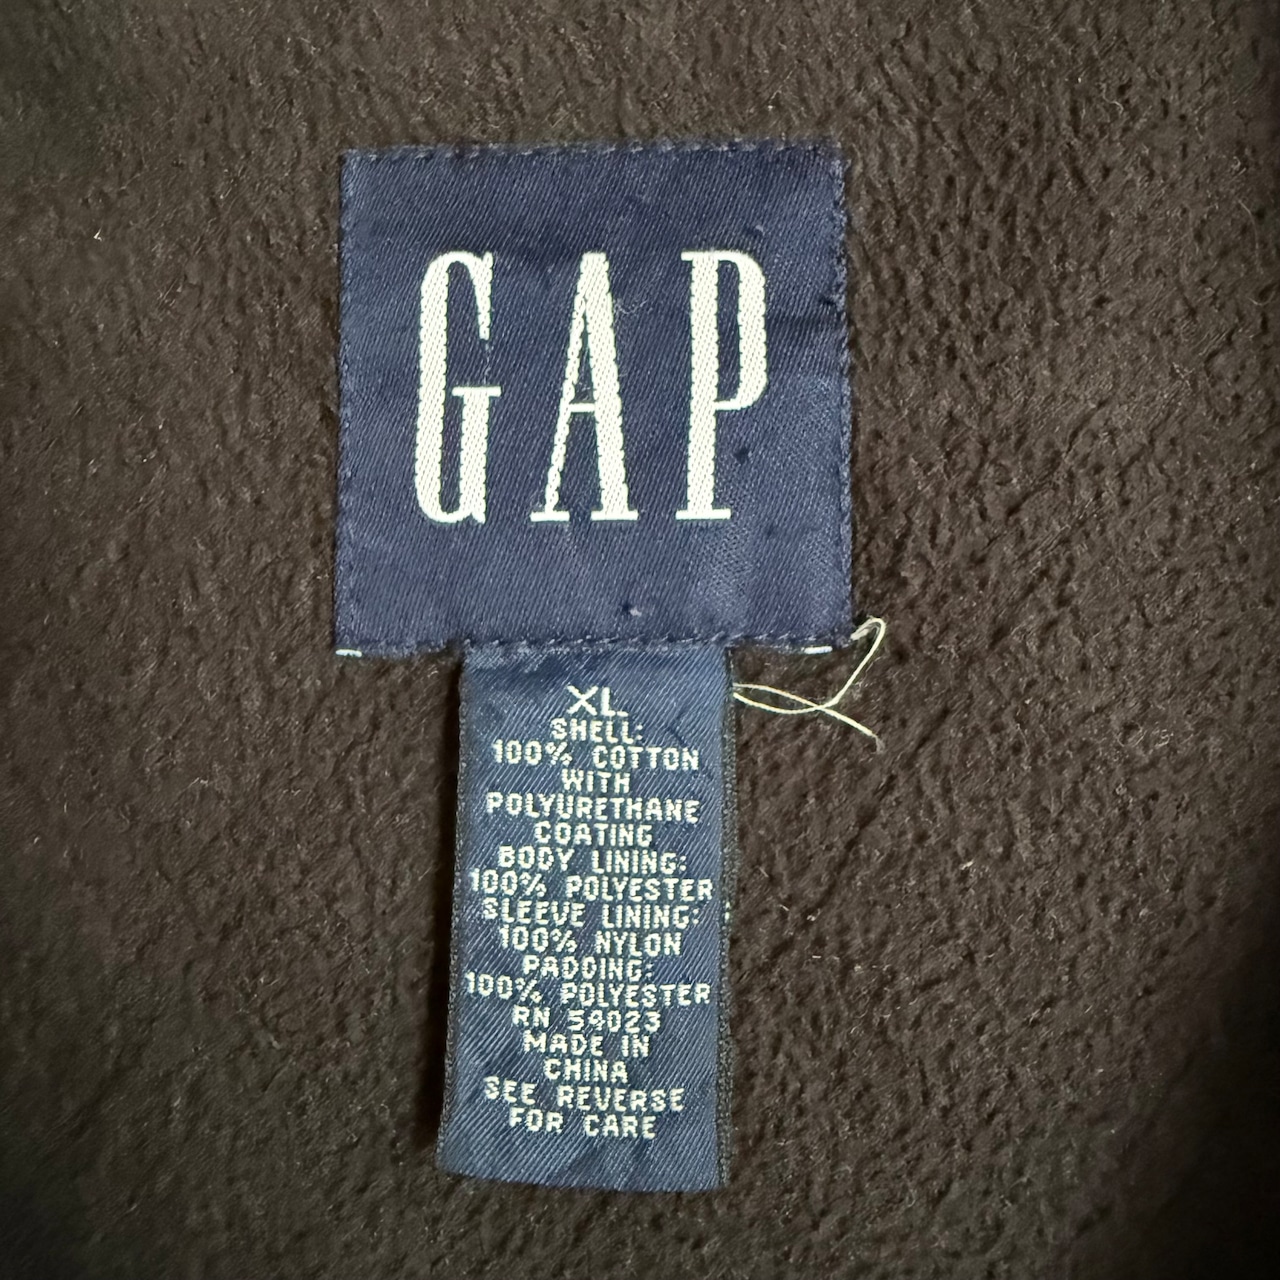 GAP
XL
SHELL:
100% COTTON
WITH
POLYURETHANE
COATING
BODY LINING:
100% POLYESTER
SLEEVE LINING:
100% NYLON
PADDING:
100% POLYESTER
RN 54023
MADE IN
CHINA
SEE REVERSE
FOR CARE